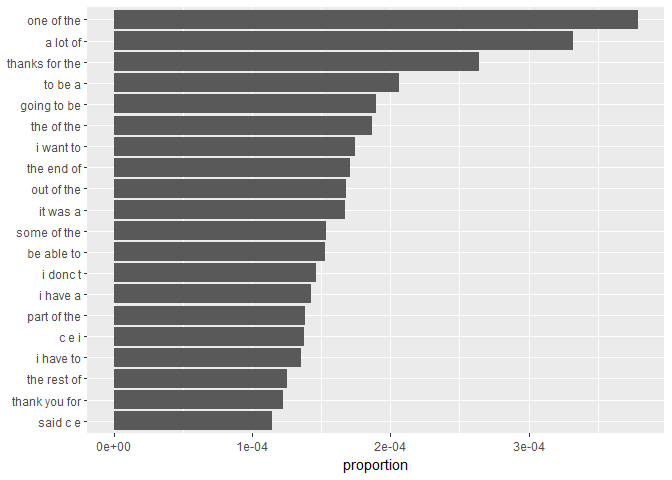 one of the
a lot of
thanks for the
to be a
going to be
the of the
i want to
the end of
out of the
it was a
some of the
be able to
i donc t
i have a
part of the
c e i
i have to
the rest of
thank you for
said c e
0e+00 1e-04 2e-04 3e-04
proportion